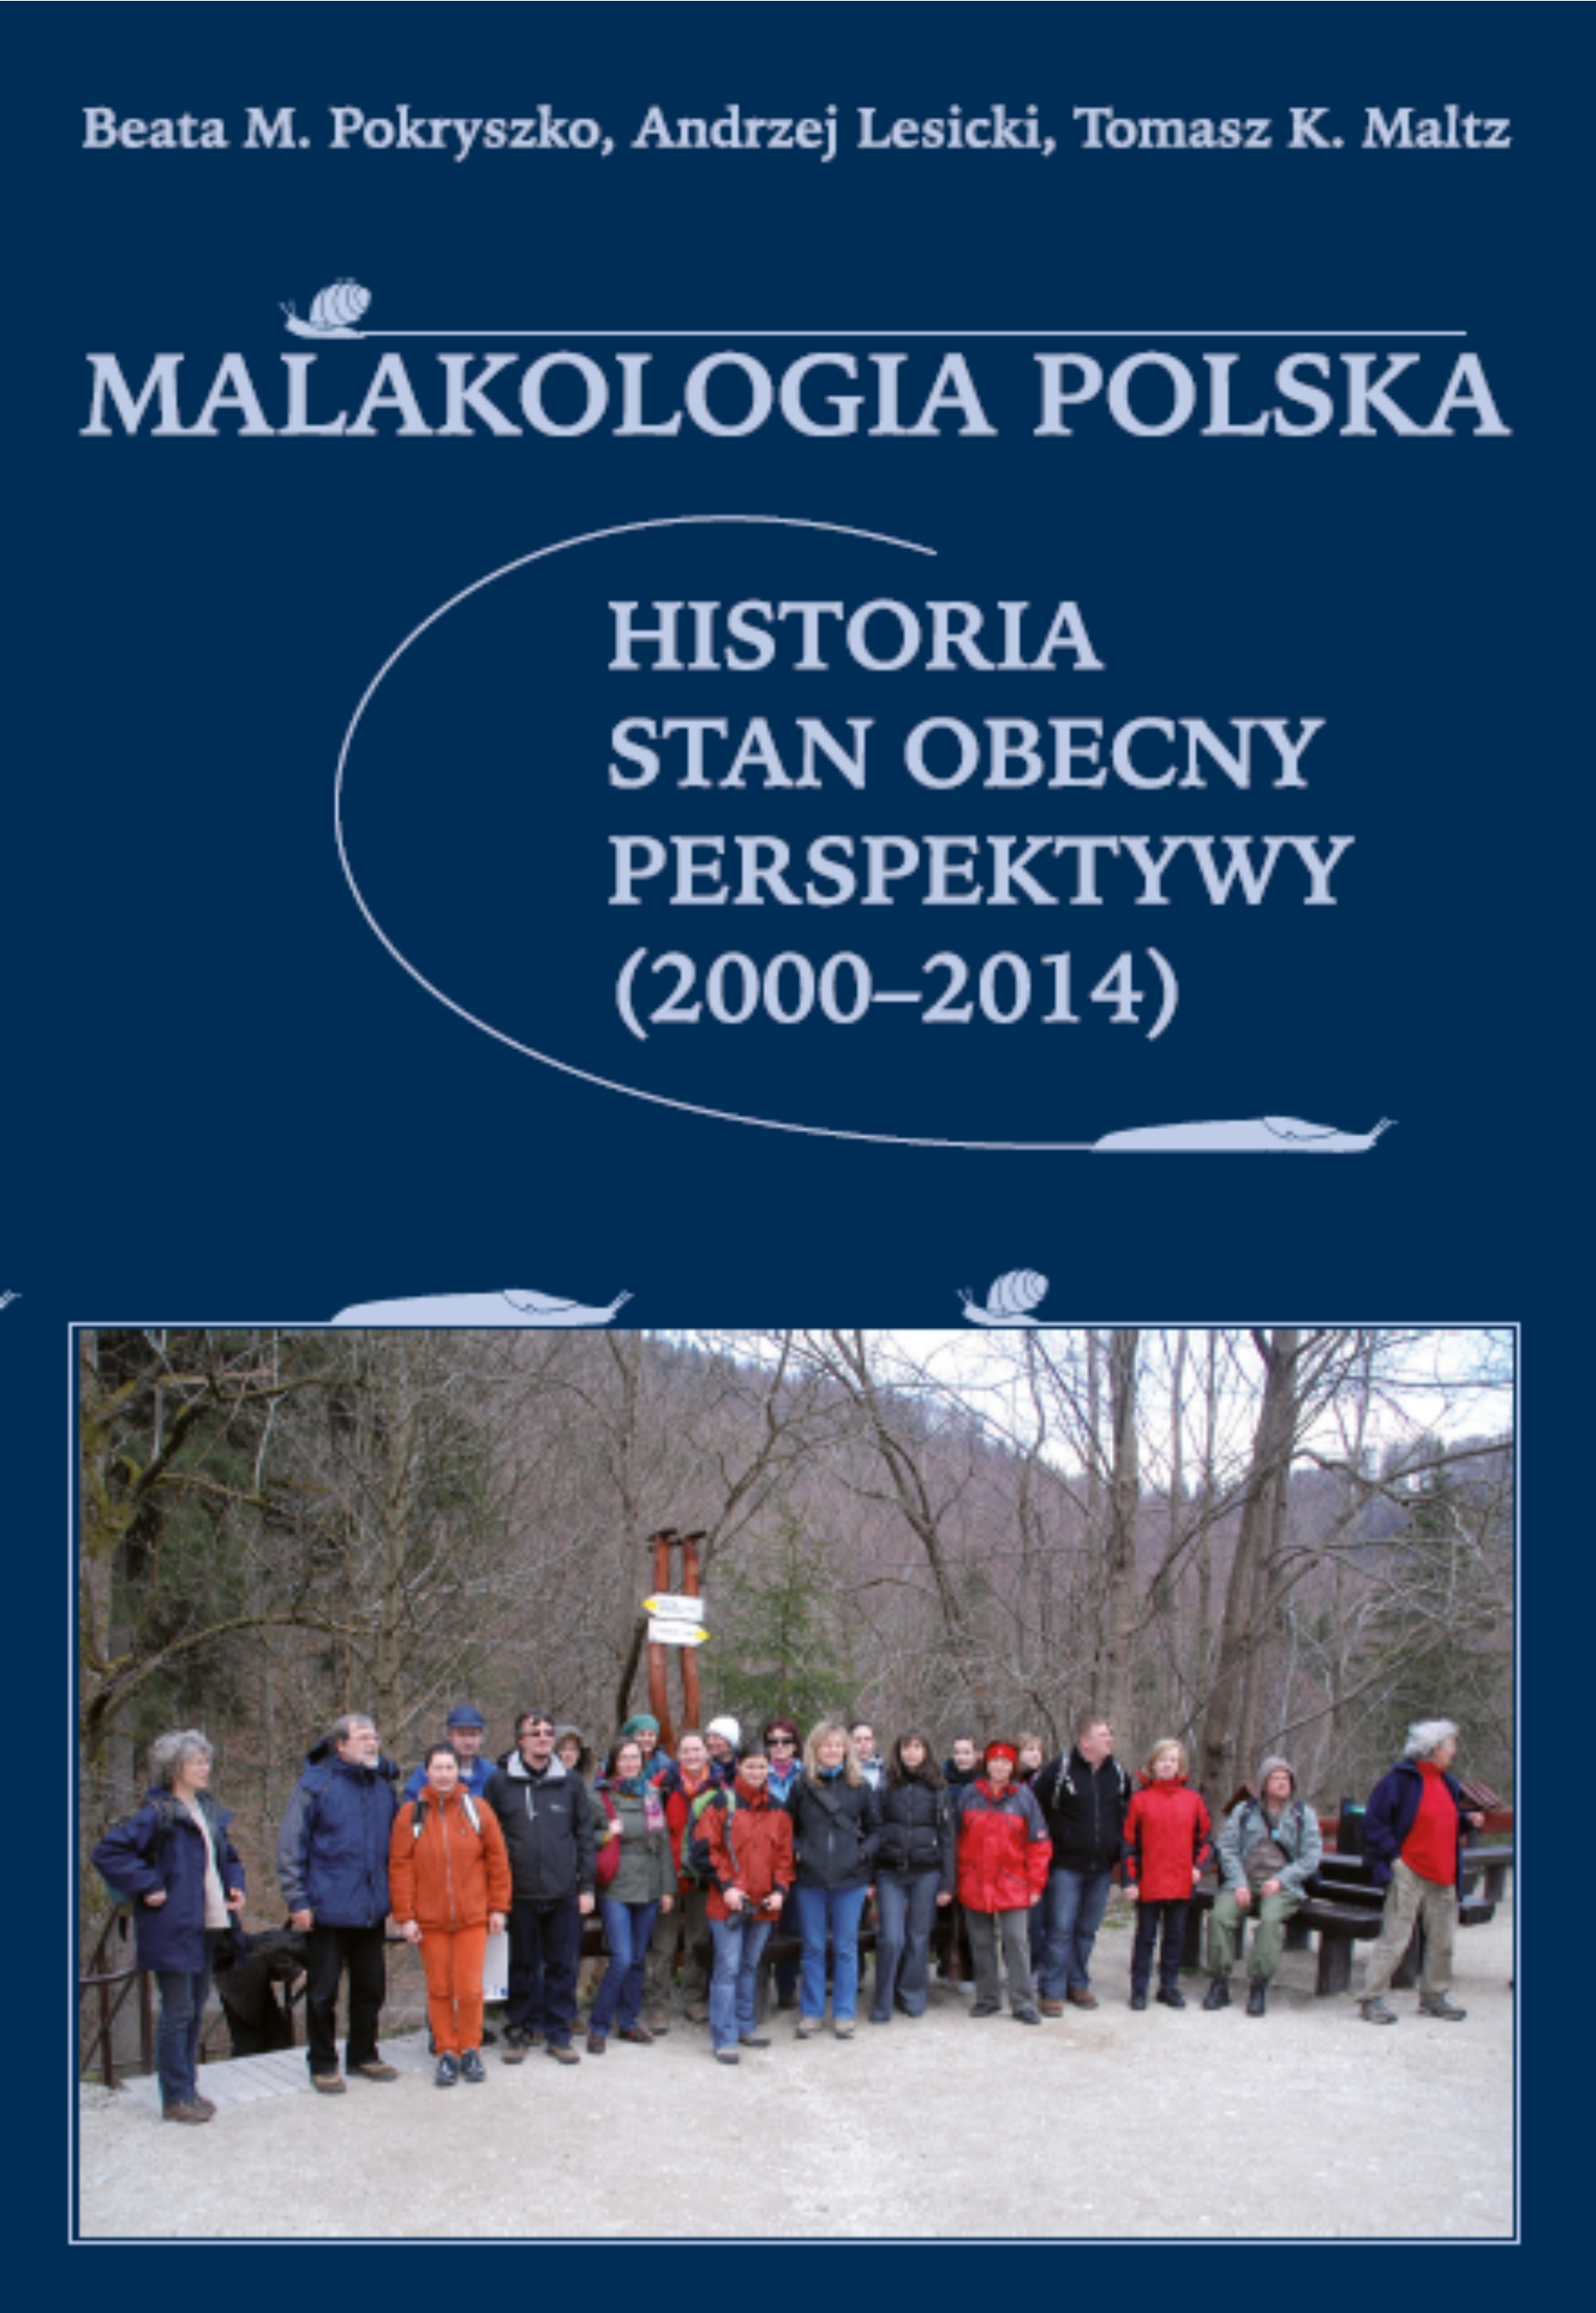 Beata M. Pokryszko, Andrzej Lesicki, Tomasz K. Maltz
MALAKOLOGIA POLSKA
HISTORIA
STAN OBECNY
PERSPEKTYWY
(2000–2014)